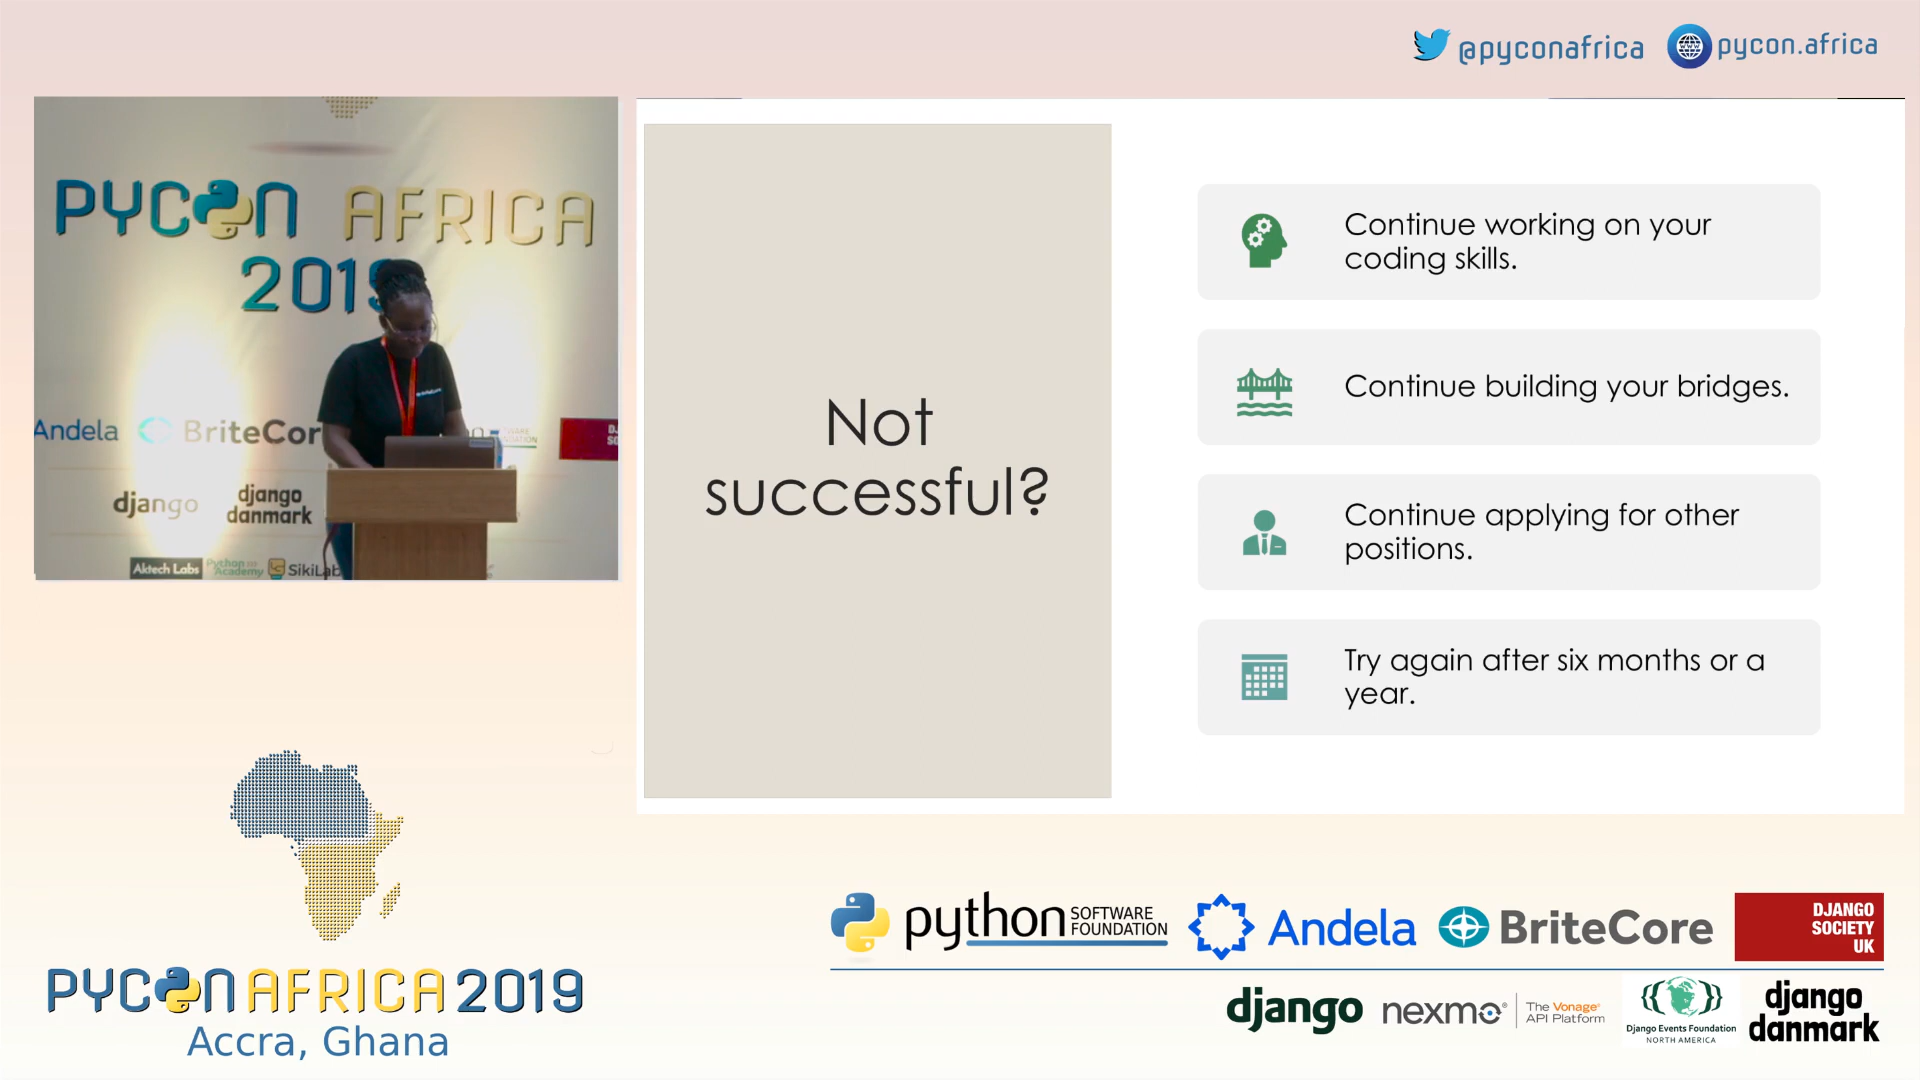 @pyconafrica
pycon.africa
PYCON AFRICA
2019
Andela
BriteCor
django
django
danmark
Aktech Labs
Python
Academy
SikiLab
Not
successful?
Continue working on your
coding skills.
Continue building your bridges.
Continue applying for other
positions.
Try again after six months or a
year.
PYCON AFRICA 2019
Accra, Ghana
python SOFTWARE
FOUNDATION
Andela
BriteCore
DJANGO
SOCIETY
UK
django
nexmo
The Vonage
API Platform
Django Events Foundation
NORTH AMERICA
django
danmark